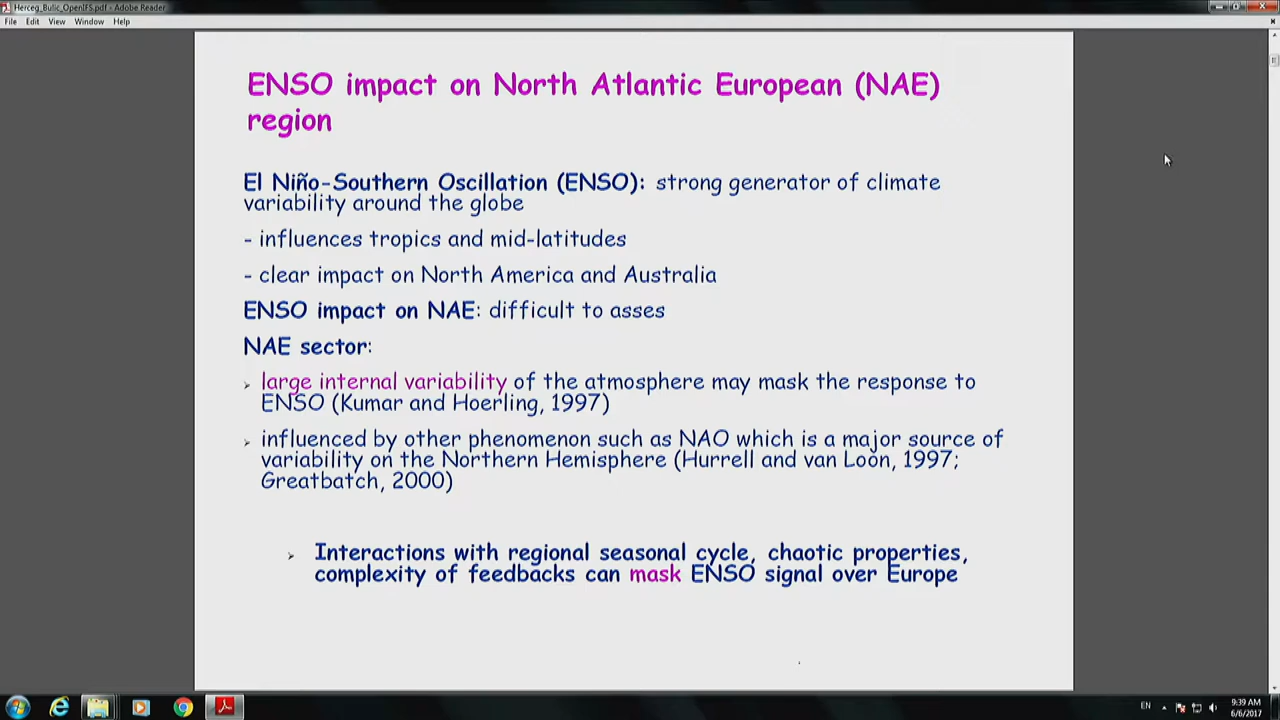 Herceg_Bulic_OpenIFS.pdf - Adobe Reader
File Edit View Window Help
ENSO impact on North Atlantic European (NAE)
region
El Niño-Southern Oscillation (ENSO): strong generator of climate
variability around the globe
- influences tropics and mid-latitudes
- clear impact on North America and Australia
ENSO impact on NAE: difficult to asses
NAE sector:
➢ large internal variability of the atmosphere may mask the response to
ENSO (Kumar and Hoerling, 1997)
➢ influenced by other phenomenon such as NAO which is a major source of
variability on the Northern Hemisphere (Hurrell and van Loon, 1997;
Greatbatch, 2000)
➢ Interactions with regional seasonal cycle, chaotic properties,
complexity of feedbacks can mask ENSO signal over Europe
EN
9:39 AM
6/6/2017